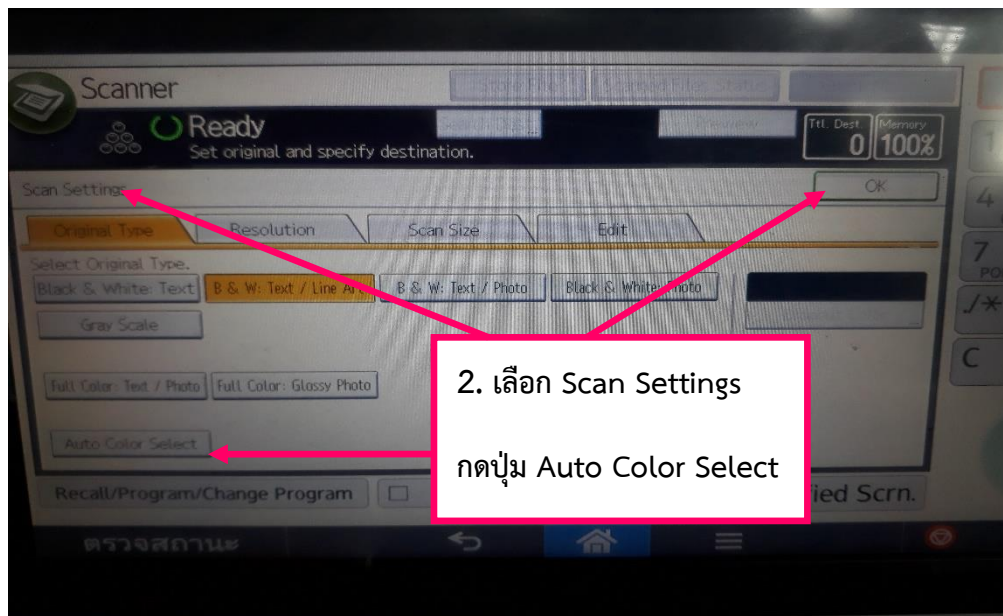 Scanner
Ready
Set original and specify destination.
Ttl. Dest. Memory
0 100%
Scan Settings
OK
Original Type Resolution Scan Size Edit
Select Original Type.
Black & White: Text B & W: Text / Line Art B & W: Text / Photo Black & White: Photo
Gray Scale
Full Color: Text / Photo Full Color: Glossy Photo
Auto Color Select
2. เลือก Scan Settings
กดปุ่ม Auto Color Select
Recall/Program/Change Program
ied Scrn.
ตรวจสถานะ
1
4
7
C